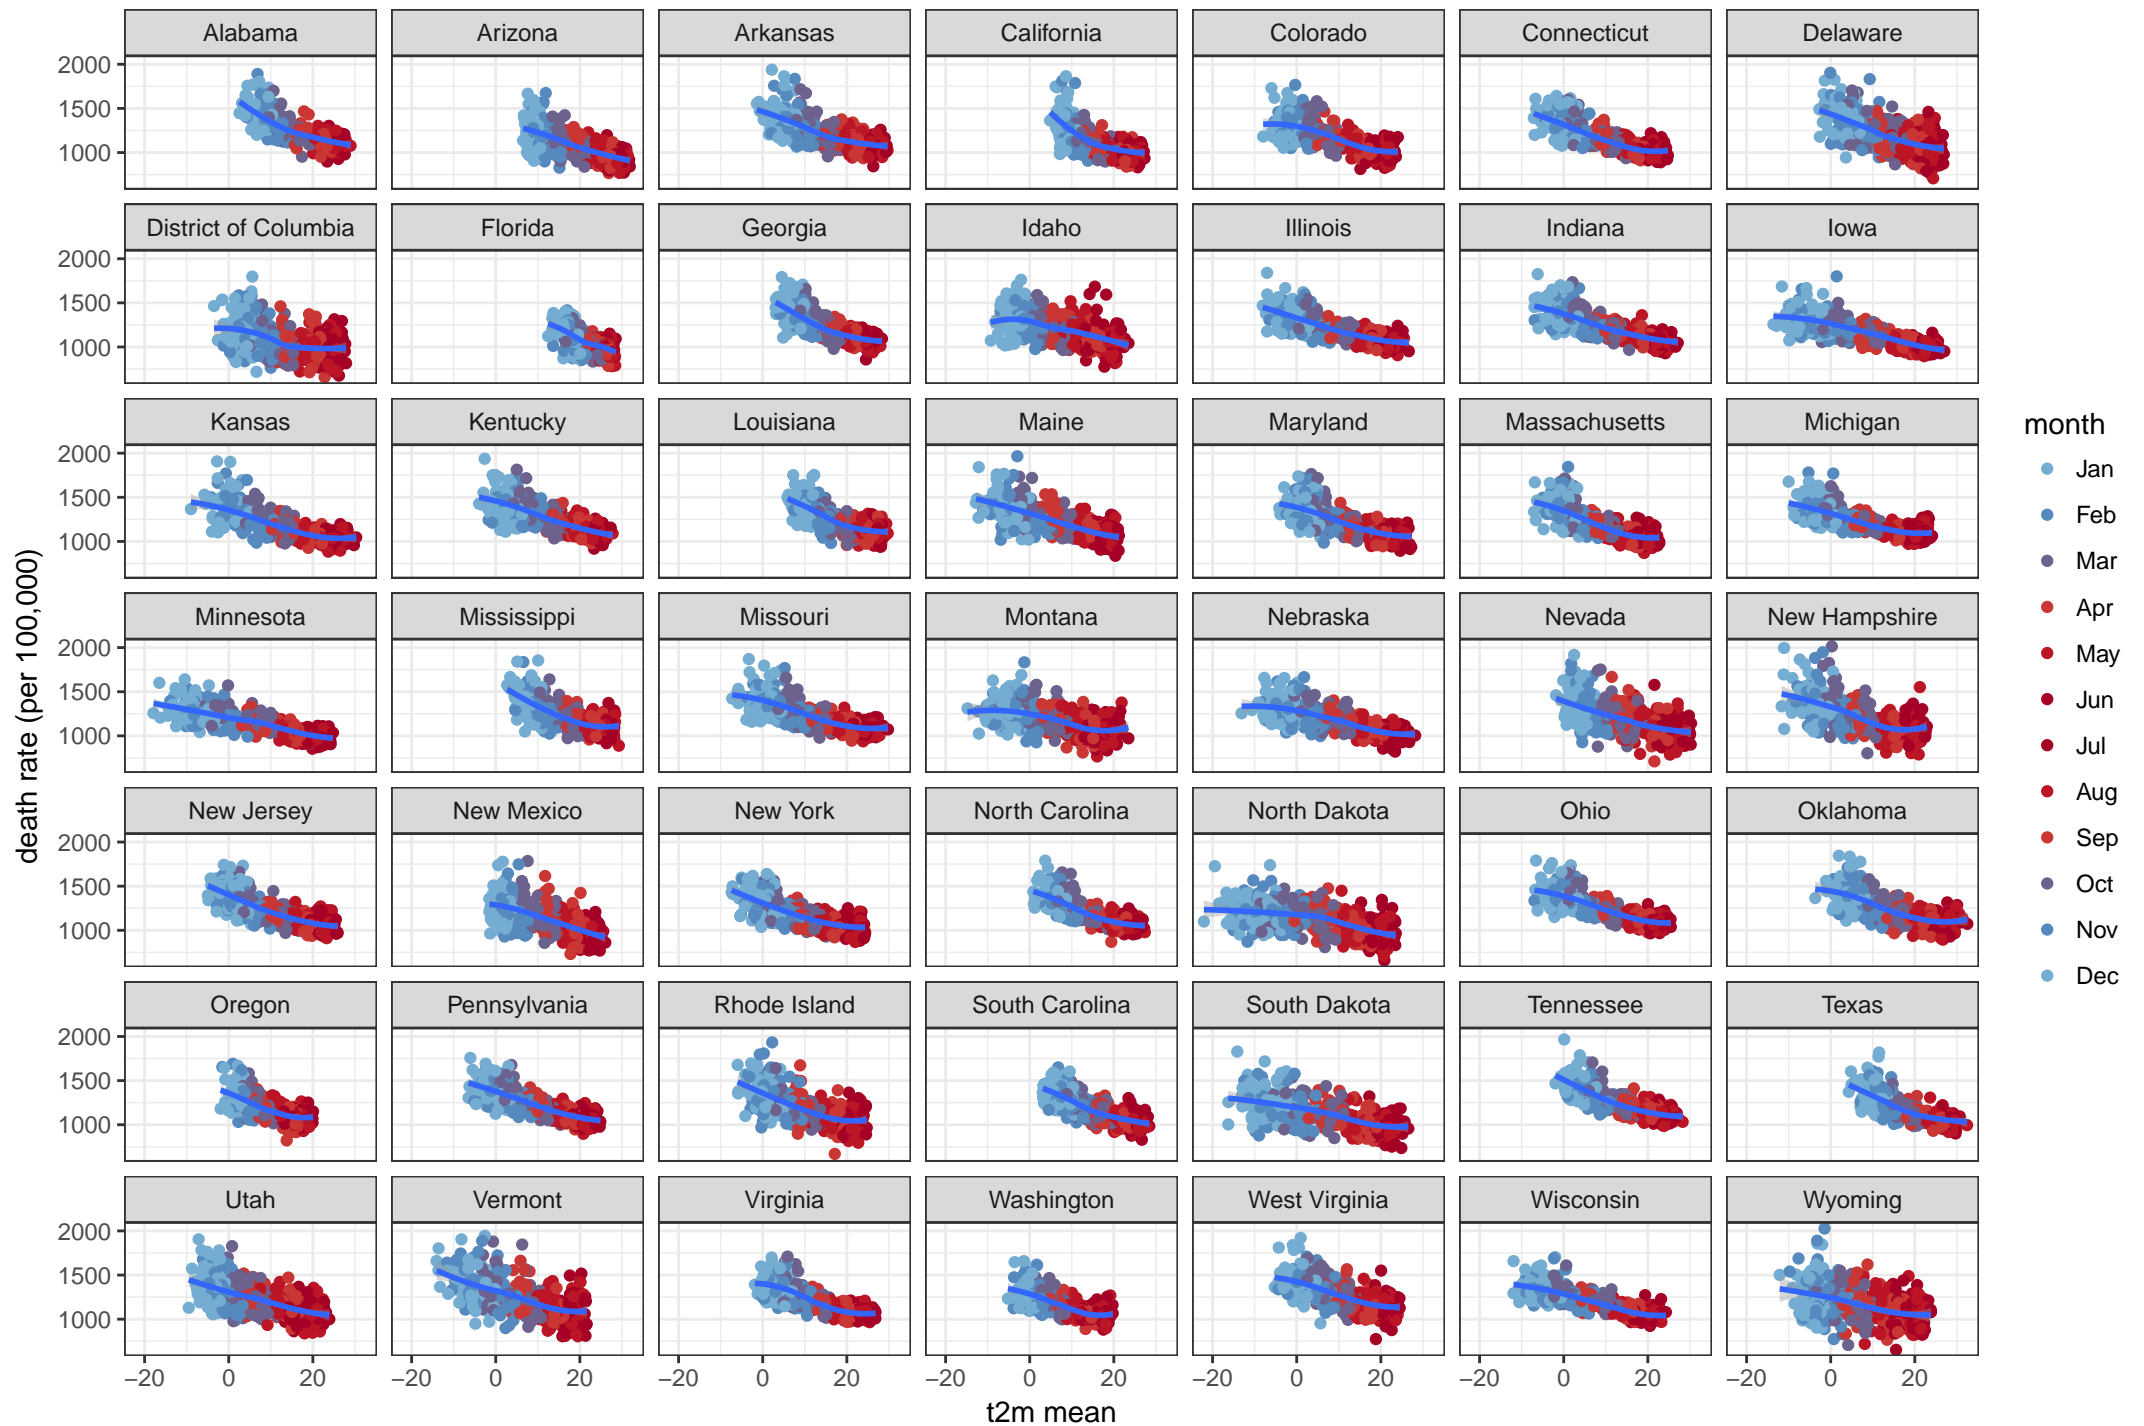 Alabama Arizona Arkansas California Colorado Connecticut Delaware
2000
1500
1000
District of Columbia Florida Georgia Idaho Illinois Indiana Iowa
2000
1500
1000
Kansas Kentucky Louisiana Maine Maryland Massachusetts Michigan
2000
1500
1000
Minnesota Mississippi Missouri Montana Nebraska Nevada New Hampshire
2000
1500
1000
New Jersey New Mexico New York North Carolina North Dakota Ohio Oklahoma
2000
1500
1000
Oregon Pennsylvania Rhode Island South Carolina South Dakota Tennessee Texas
2000
1500
1000
Utah Vermont Virginia Washington West Virginia Wisconsin Wyoming
2000
1500
1000
−20 0 20 −20 0 20 −20 0 20 −20 0 20 −20 0 20 −20 0 20 −20 0 20
t2m mean
death rate (per 100,000)
month
Jan
Feb
Mar
Apr
May
Jun
Jul
Aug
Sep
Oct
Nov
Dec